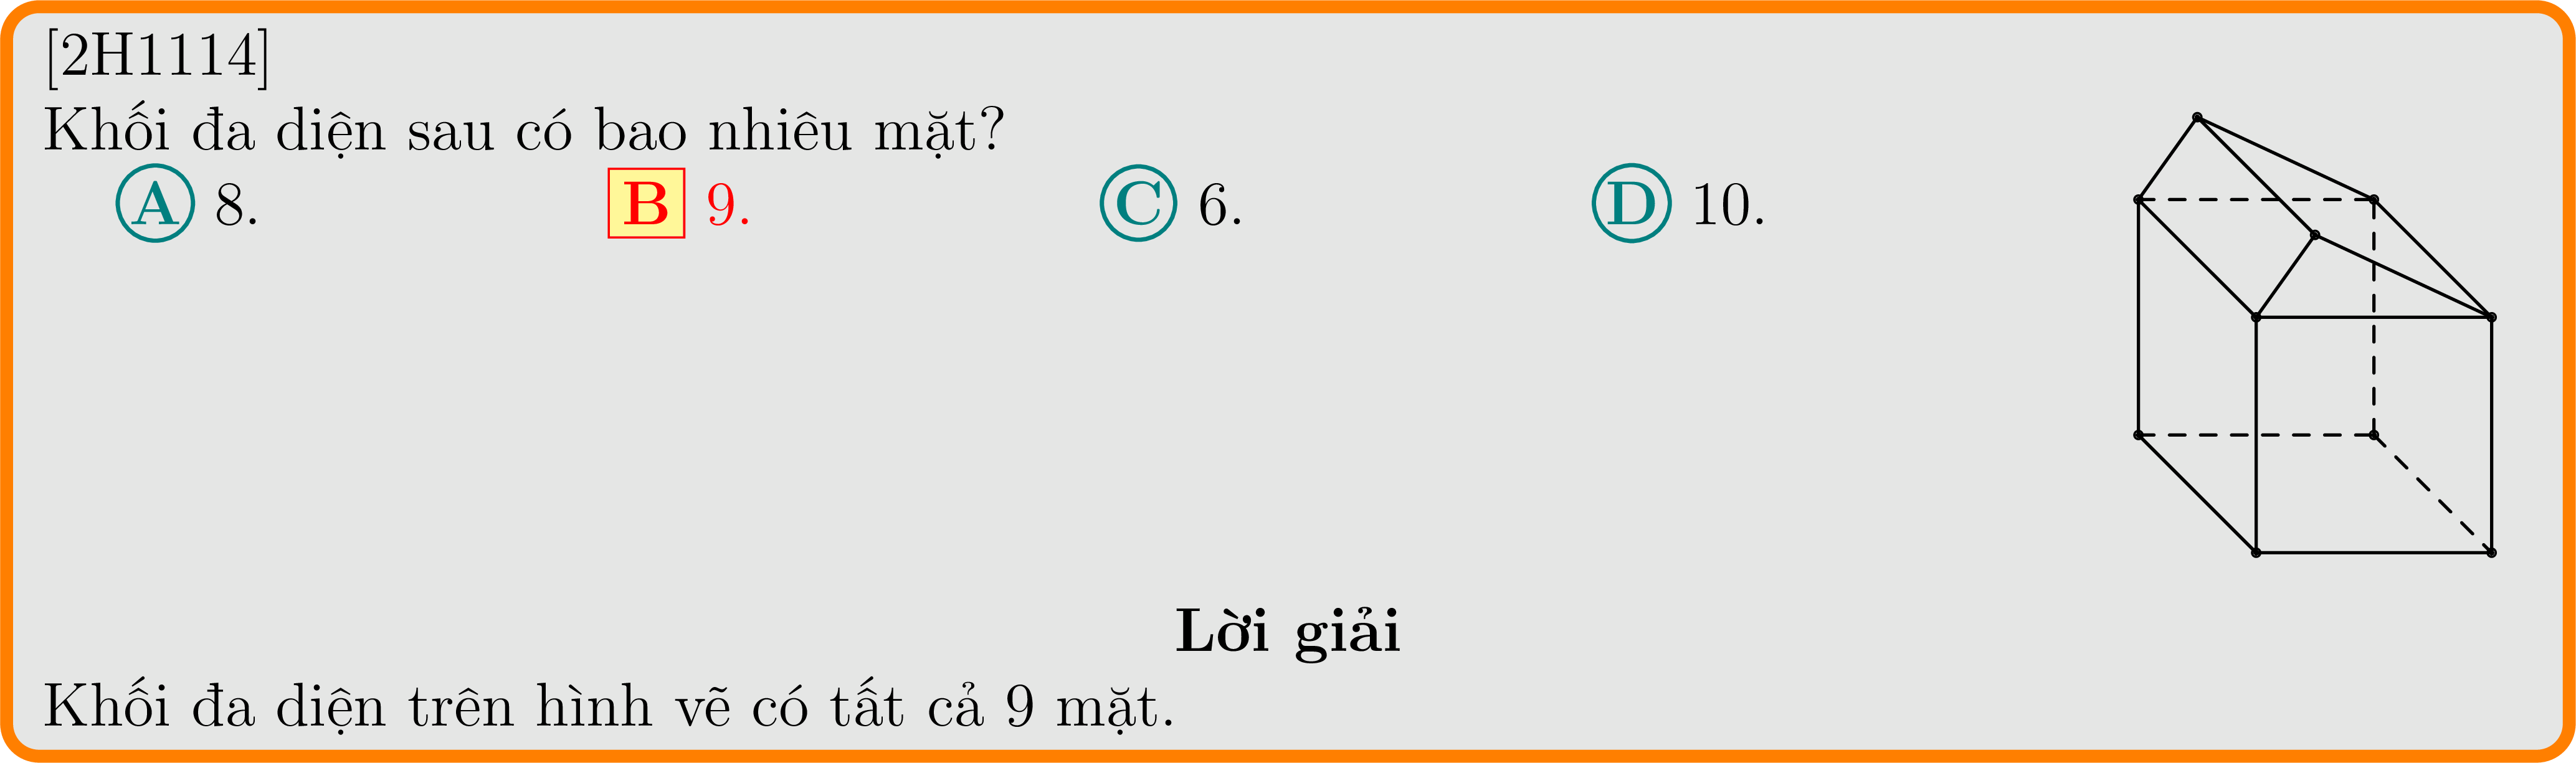 [2H1114]
Khối đa diện sau có bao nhiêu mặt?
A 8. B 9. C 6. D 10.
Lời giải
Khối đa diện trên hình vẽ có tất cả 9 mặt.